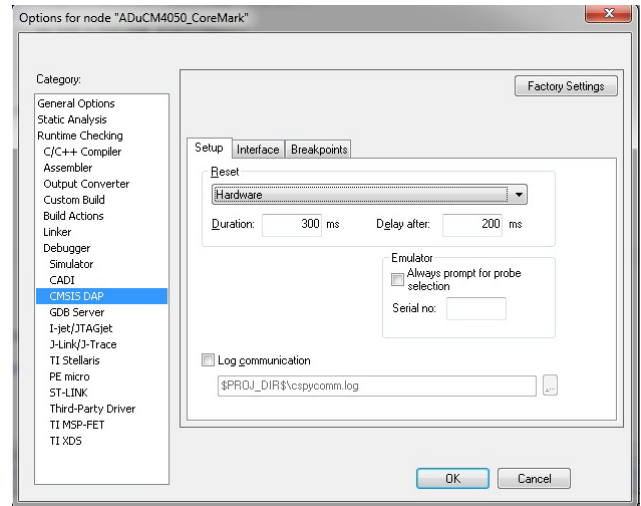 Options for node "ADuCM4050_CoreMark"
Category:
Factory Settings
General Options
Static Analysis
Runtime Checking
C/C++ Compiler
Assembler
Output Converter
Custom Build
Build Actions
Linker
Debugger
Simulator
CADI
CMSIS DAP
GDB Server
I-jet/JTAGjet
J-Link/J-Trace
TI Stellaris
PE micro
ST-LINK
Third-Party Driver
TI MSP-FET
TI XDS
Setup Interface Breakpoints
Reset
Hardware
Duration: 300 ms Delay after: 200 ms
Emulator
Always prompt for probe
selection
Serial no:
Log communication
$PROJ_DIR$\cspycomm.log
...
OK Cancel